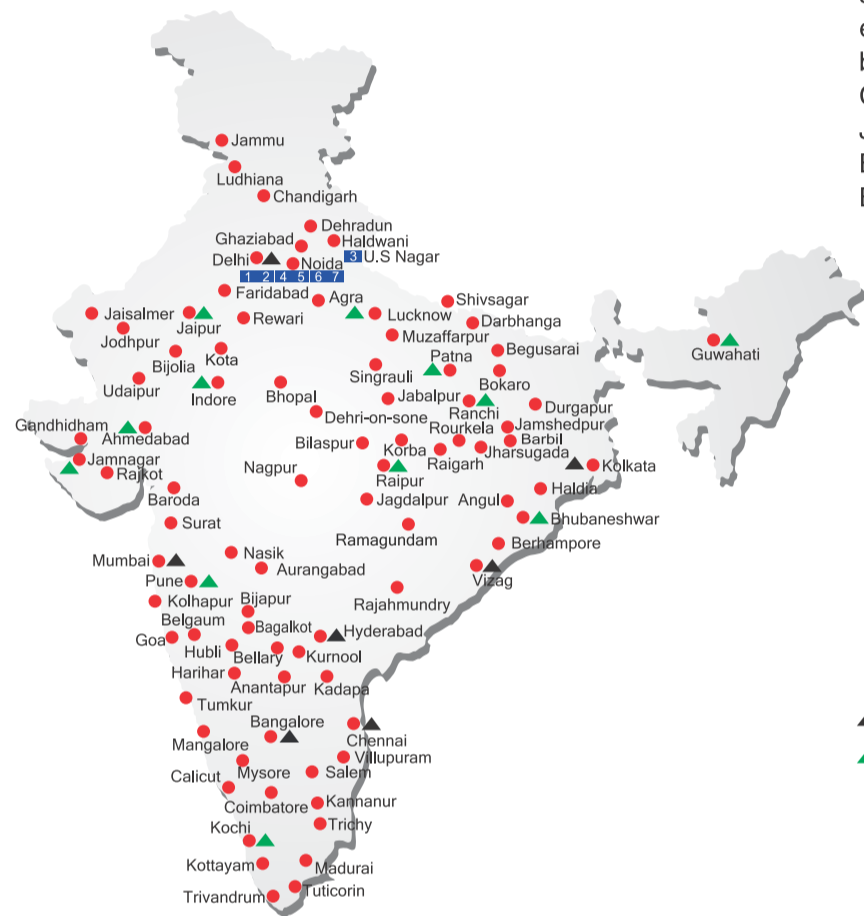 Jammu
Ludhiana
Chandigarh
Dehradun
Ghaziabad
Haldwani
Delhi
Noida
3 U.S Nagar
1 2 4 5 6 7
Faridabad
Agra
Shivsagar
Jaisalmer
Jaipur
Rewari
Lucknow
Darbhanga
Jodhpur
Muzaffarpur
Bijolia
Kota
Patna
Begusarai
Guwahati
Singrauli
Udaipur
Indore
Bhopal
Jabalpur
Bokaro
Ranchi
Durgapur
Dehri-on-sone
Gandhidham
Ahmedabad
Rourkela
Jamshedpur
Bilaspur
Korba
Barbil
Jamnagar
Raigarh
Jharsugada
Rajkot
Nagpur
Raipur
Kolkata
Baroda
Jagdalpur
Angul
Haldia
Surat
Bhubaneshwar
Ramagundam
Berhampore
Nasik
Mumbai
Aurangabad
Vizag
Pune
Rajahmundry
Kolhapur
Bijapur
Belgaum
Bagalkot
Hyderabad
Goa
Hubli
Bellary
Kurnool
Harihar
Anantapur
Kadapa
Tumkur
Bangalore
Mangalore
Chennai
Villupuram
Mysore
Salem
Calicut
Coimbatore
Kannanur
Kochi
Trichy
Kottayam
Madurai
Trivandrum
Tuticorin